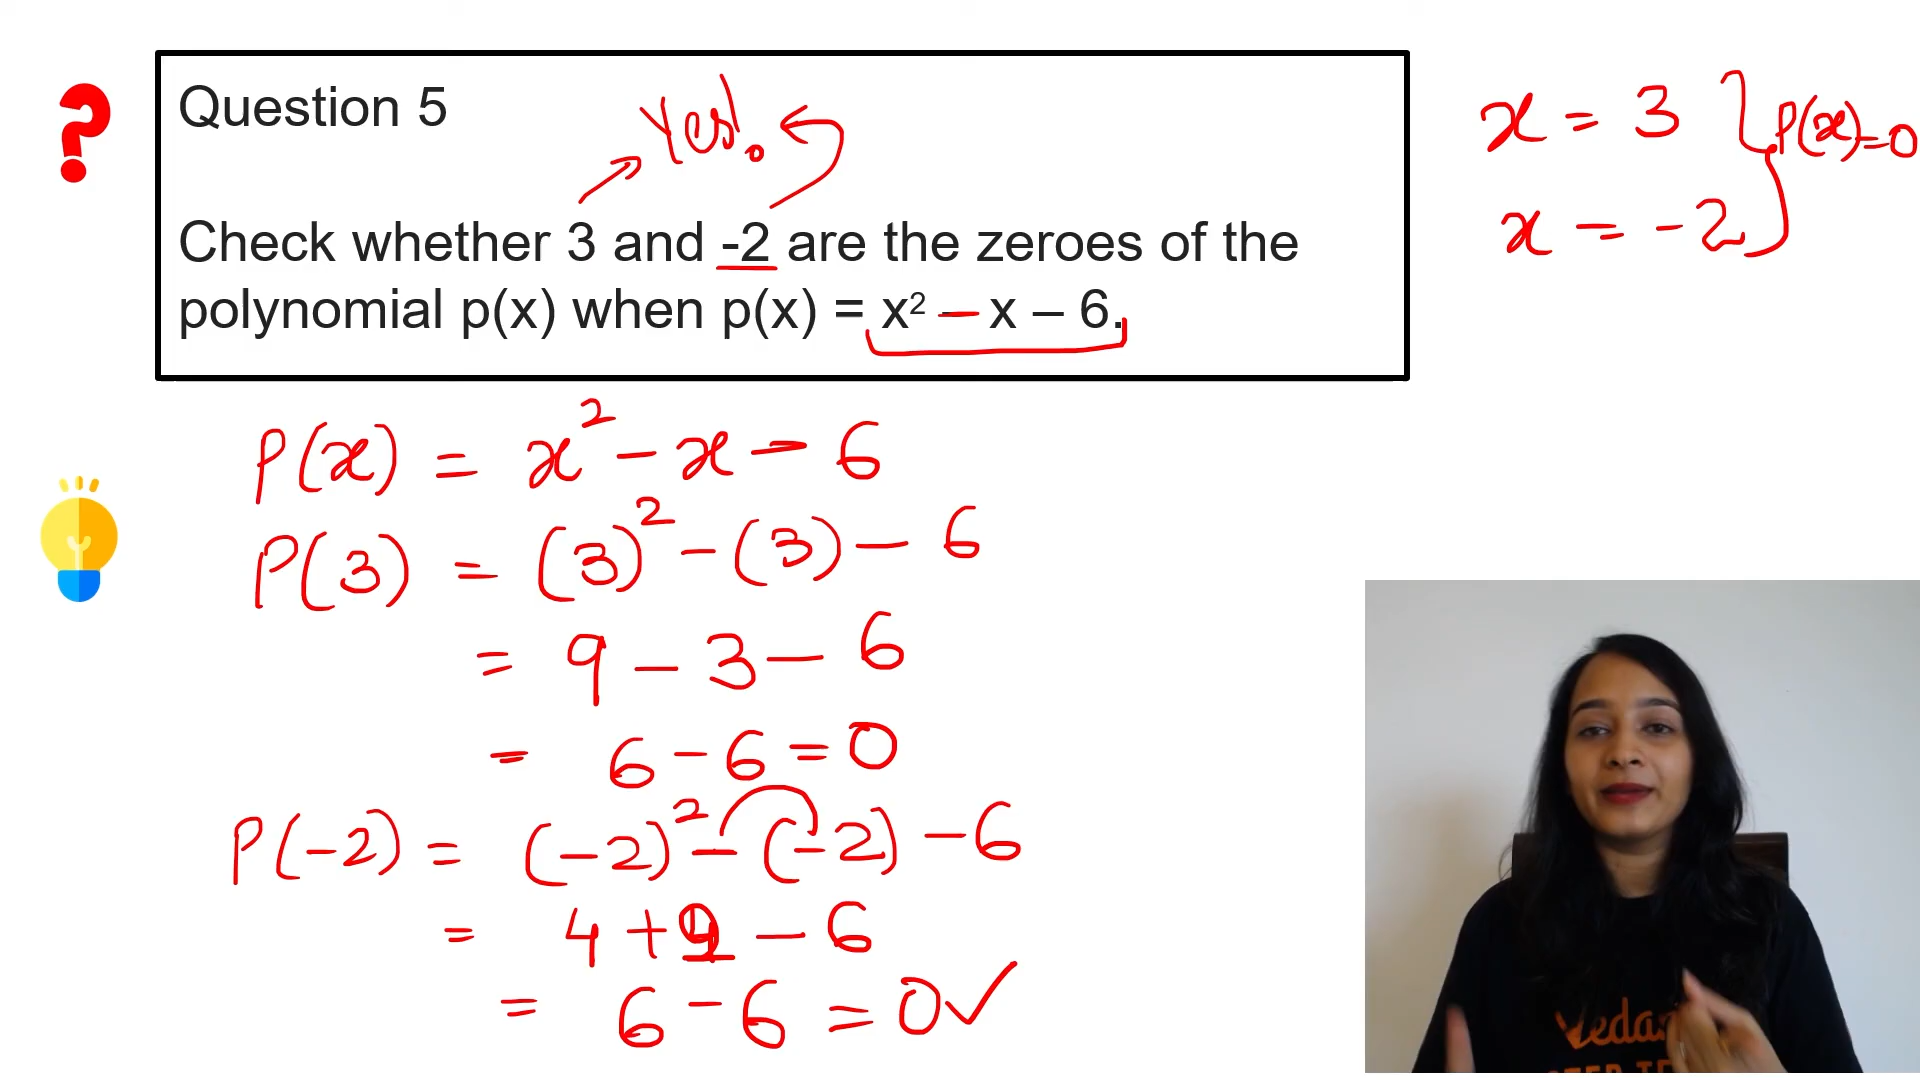 Question 5
Yes!
Check whether 3 and -2 are the zeroes of the
polynomial p(x) when p(x) = x² – x – 6.
x = 3
P(x)=0
x = -2
P(x) = x² - x - 6
P(3) = (3)² - (3) - 6
= 9 - 3 - 6
= 6 - 6 = 0
P(-2) = (-2)² - (-2) - 6
= 4 + 2 - 6
= 6 - 6 = 0 ✓